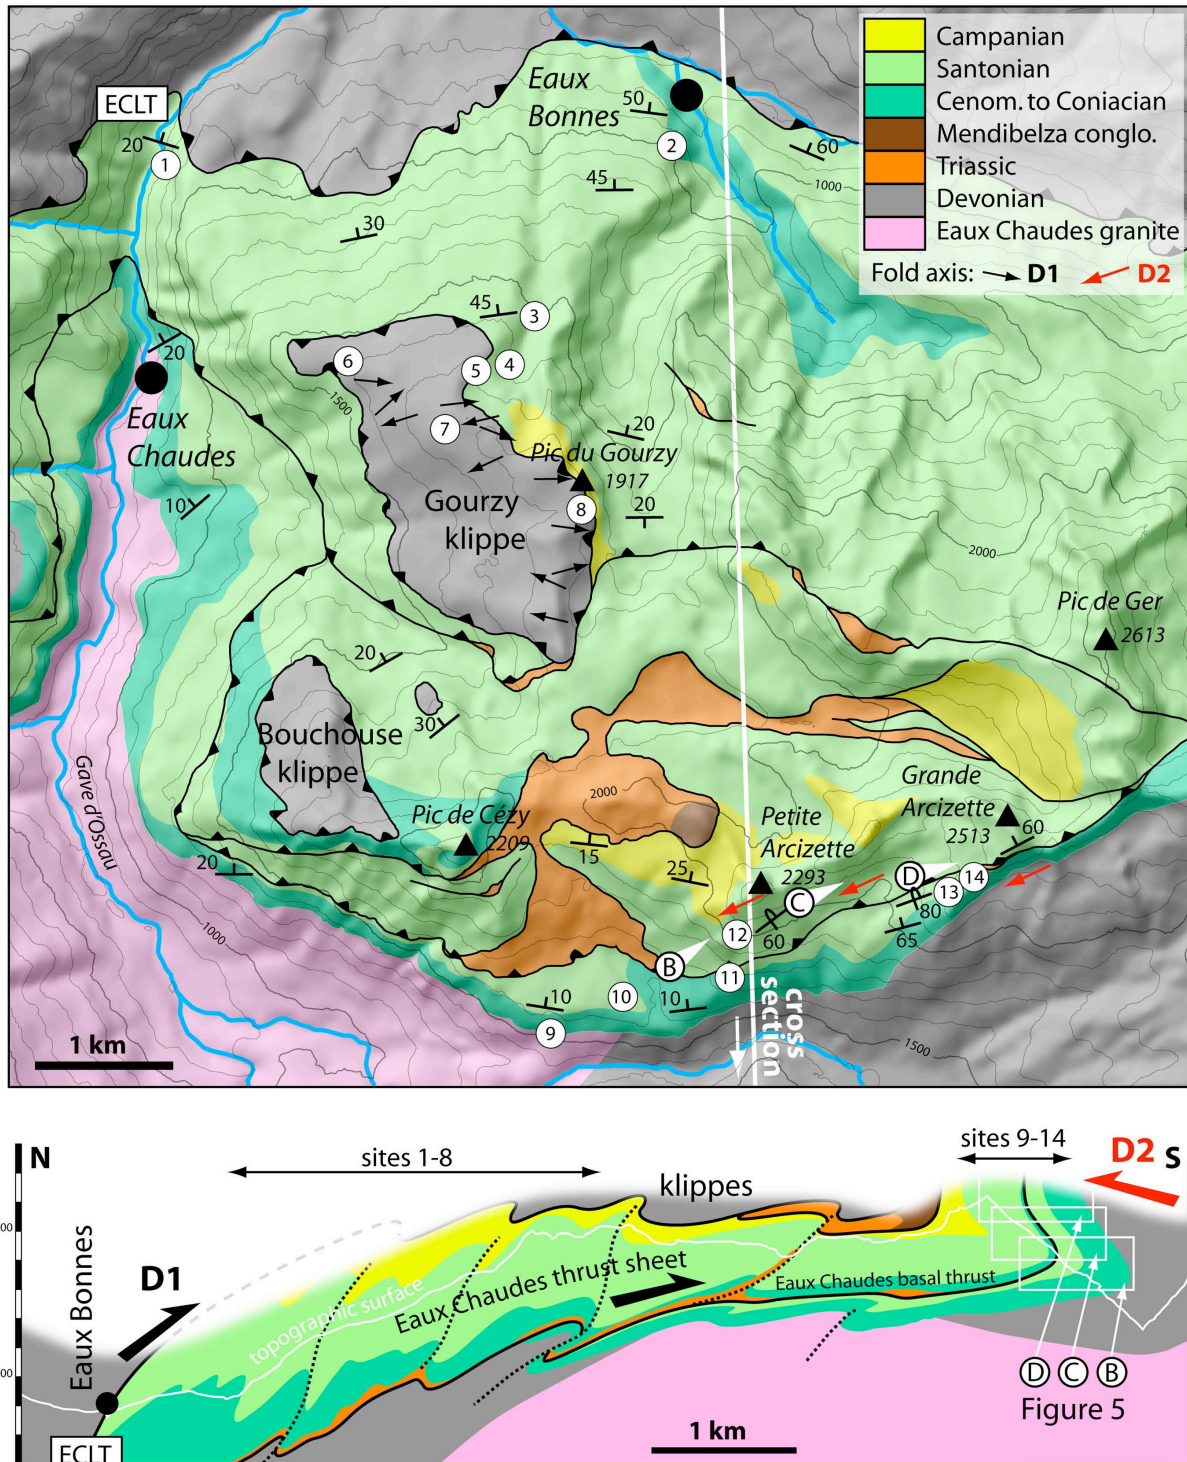 Campanian
Santonian
Cenom. to Coniacian
Mendibelza conglo.
Triassic
Devonian
Eaux Chaudes granite
Fold axis: D1 D2
ECLT
20
1
Eaux
Bonnes
50
2
60
1000
45
30
45
3
4
5
6
20
1500
Eaux
Chaudes
7
20
Pic du Gourzy
1917
10
Gourzy
klippe
8
20
2000
Pic de Ger
2613
20
30
Bouchouse
klippe
Gave d'Ossau
2000
Grande
Arcizette
2513
60
Pic de Cézy
2209
Petite
Arcizette
2293
15
25
20
D
14
13
C
80
12
60
65
1000
B
11
10
10
10
9
cross
section
1500
1 km
N
sites 1-8
sites 9-14
D2
S
klippes
00
Eaux Bonnes
D1
topographic surface
Eaux Chaudes thrust sheet
Eaux Chaudes basal thrust
00
D
C
B
Figure 5
1 km
ECLT